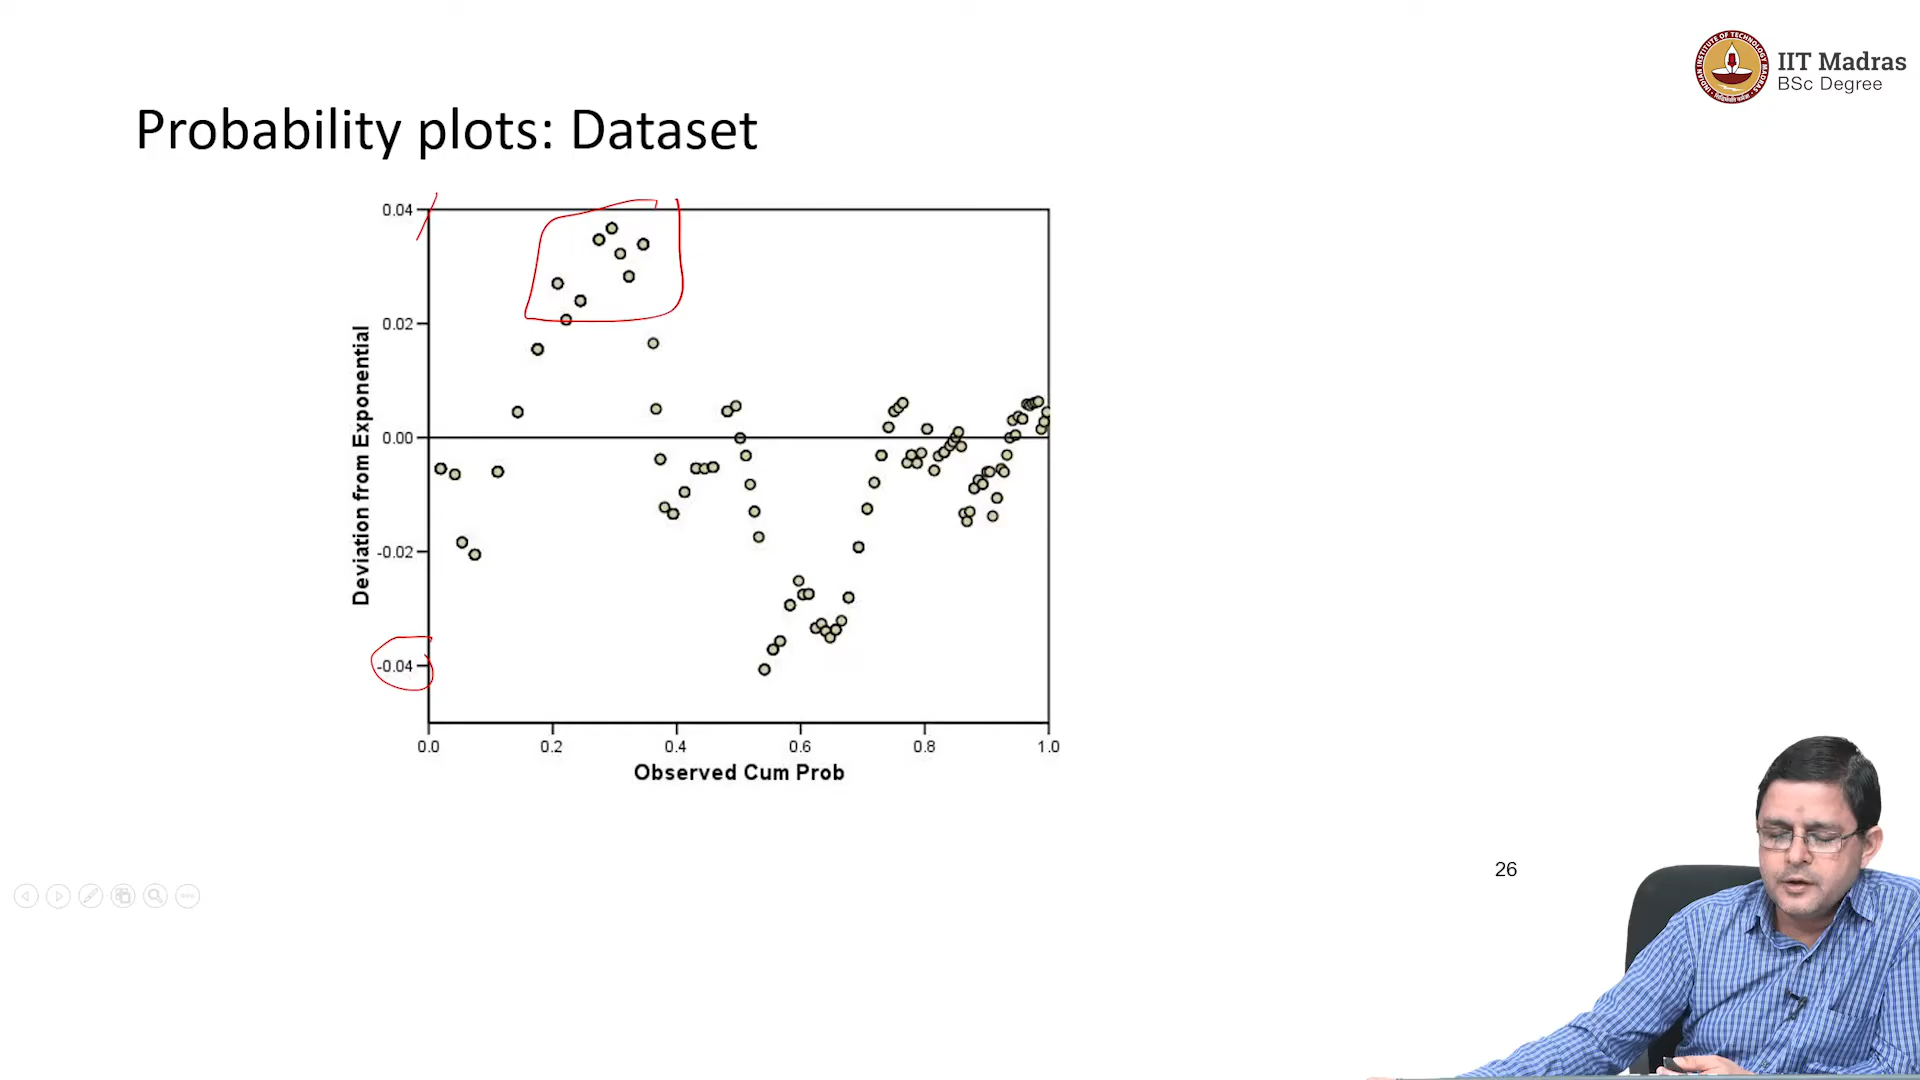 IIT Madras
BSc Degree
Probability plots: Dataset
0.04
0.02
0.00
-0.02
-0.04
Deviation from Exponential
0.0 0.2 0.4 0.6 0.8 1.0
Observed Cum Prob
26